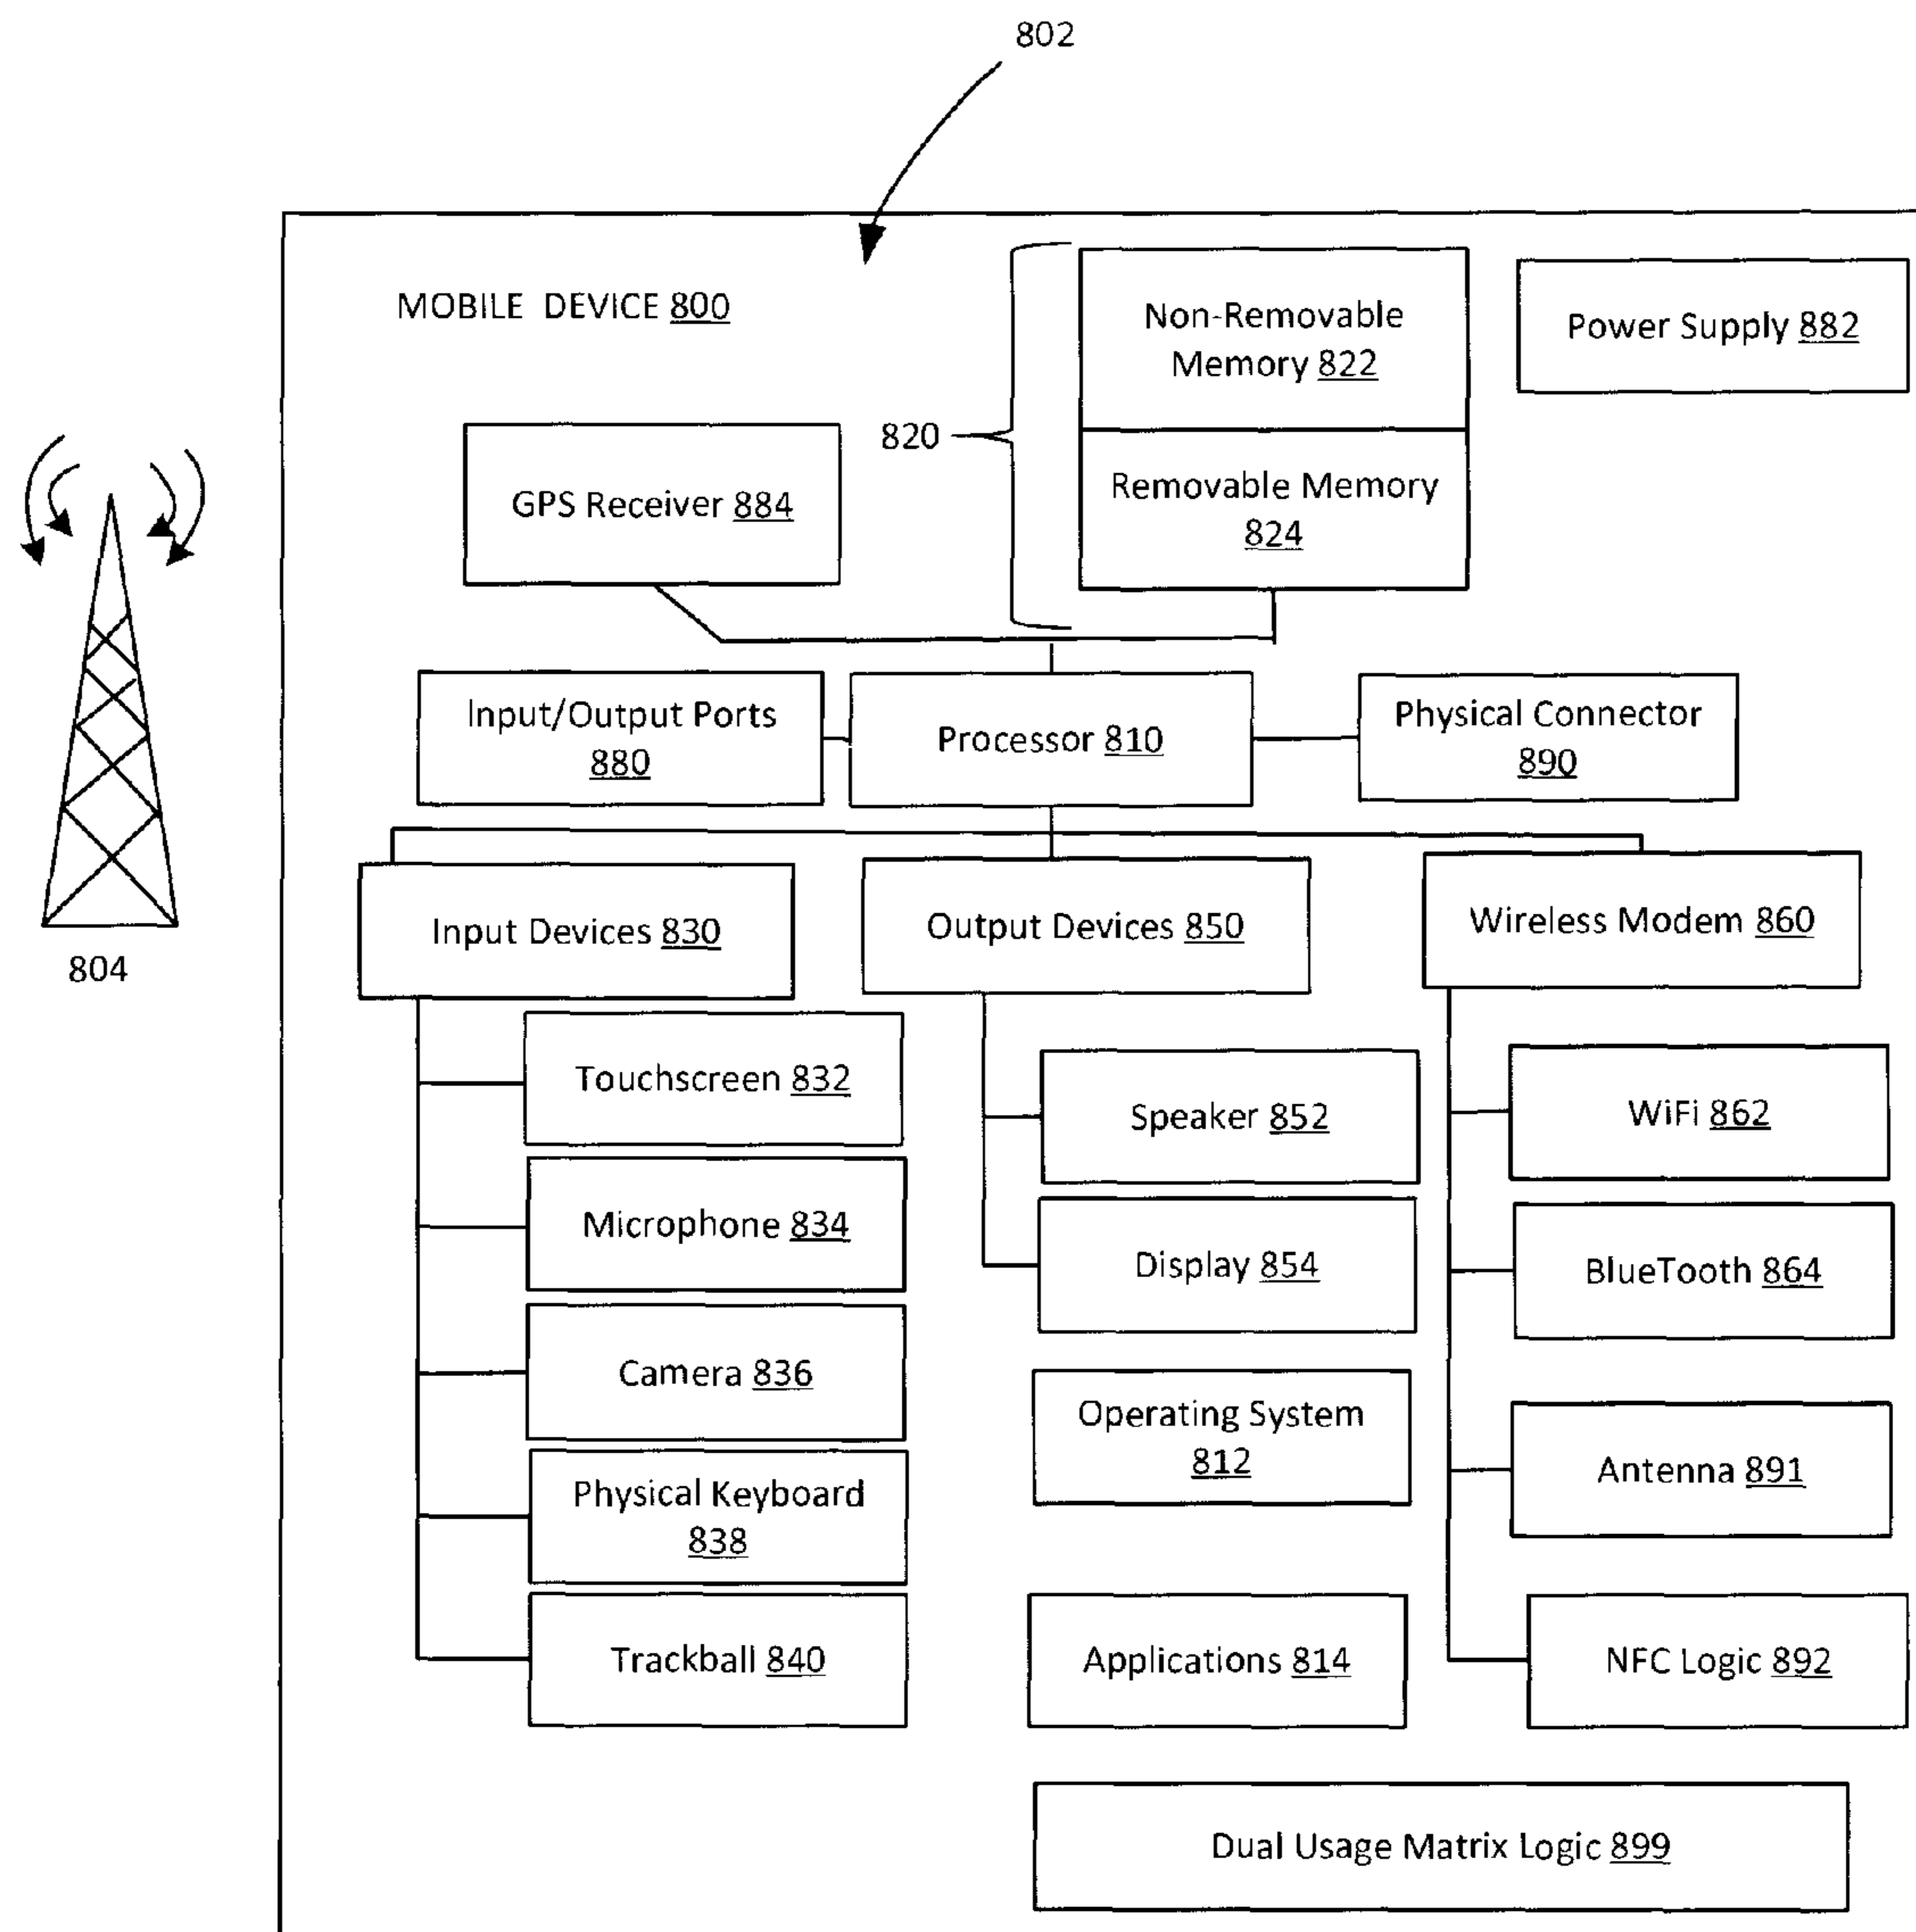 802
MOBILE DEVICE 800
Non-Removable
Memory 822
Power Supply 882
820
GPS Receiver 884
Removable Memory
824
Input/Output Ports
880
Processor 810
Physical Connector
890
Input Devices 830
Output Devices 850
Wireless Modem 860
804
Touchscreen 832
Speaker 852
WiFi 862
Microphone 834
Display 854
BlueTooth 864
Camera 836
Operating System
812
Antenna 891
Physical Keyboard
838
Trackball 840
Applications 814
NFC Logic 892
Dual Usage Matrix Logic 899